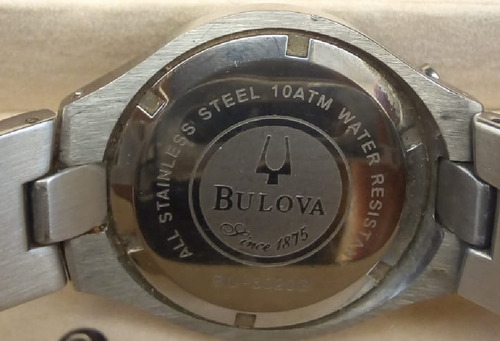 ALL STAINLESS STEEL 10ATM WATER RESISTA
BULOVA
Since 1875